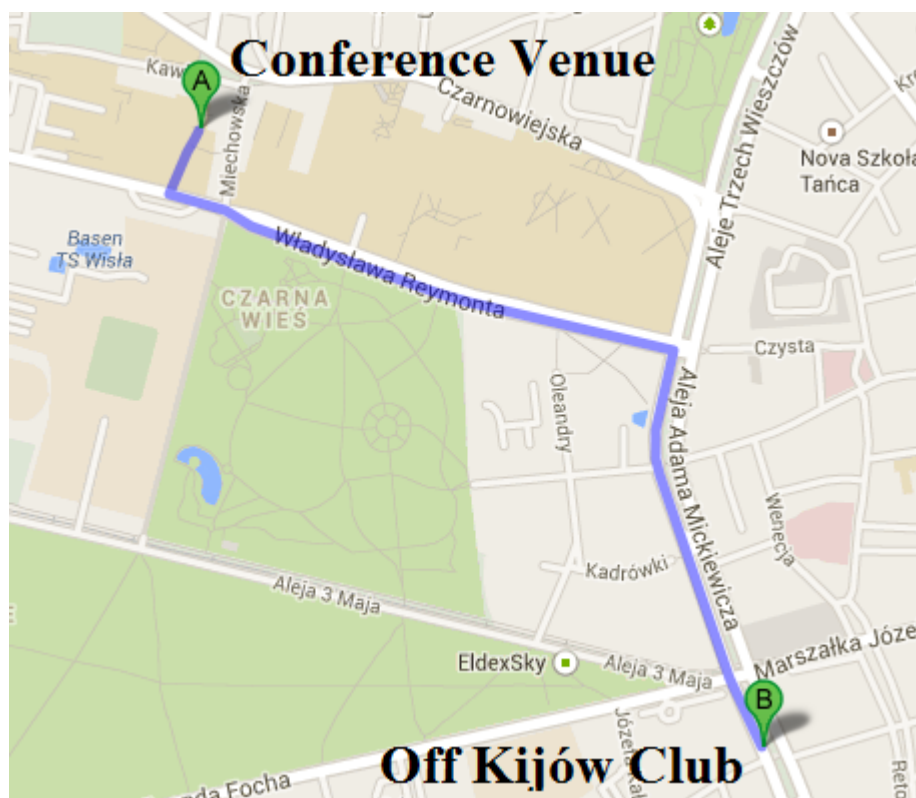 Conference Venue
Kaw
A
Czarnowiejska
Miechowska
Aleje Trzech Wieszczów
Nova Szkoła
Tańca
Basen
TS Wisła
Władysława Reymonta
CZARNA
WIEŚ
Czysta
Oleandry
Aleja Adama Mickiewicza
Wenecja
Kadrówki
Aleja 3 Maja
EldexSky
Aleja 3 Maja
Marszałka Józe
B
Józefa
Off Kijów Club
nda Focha
Reto